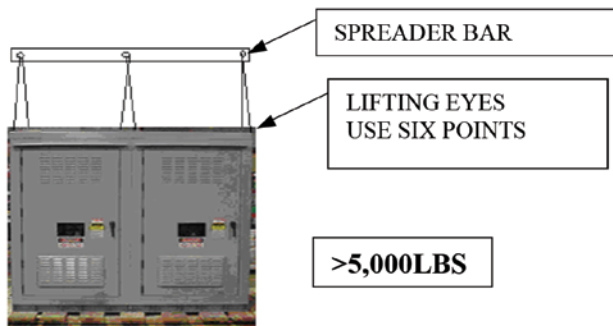 SPREADER BAR
LIFTING EYES
USE SIX POINTS
>5,000LBS